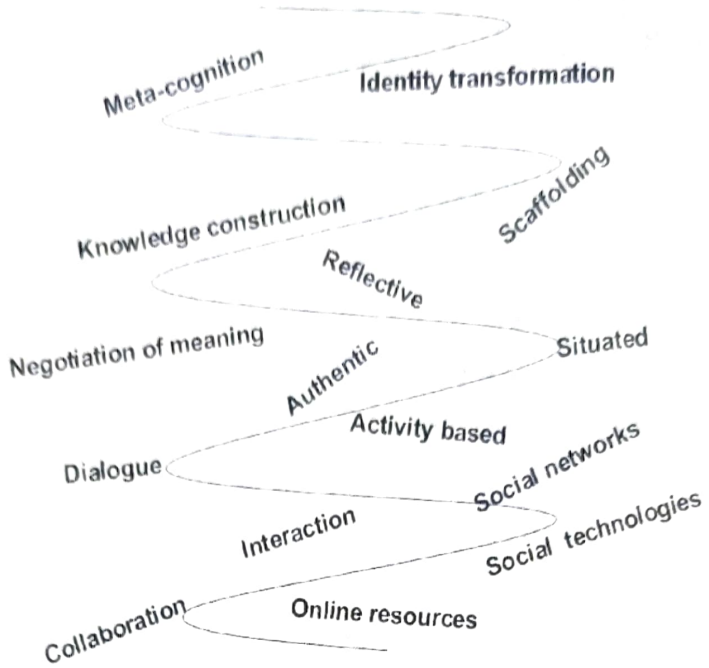 Meta-cognition
Identity transformation
Scaffolding
Knowledge construction
Reflective
Negotiation of meaning
Situated
Authentic
Activity based
Dialogue
Social networks
Interaction
Social technologies
Collaboration
Online resources